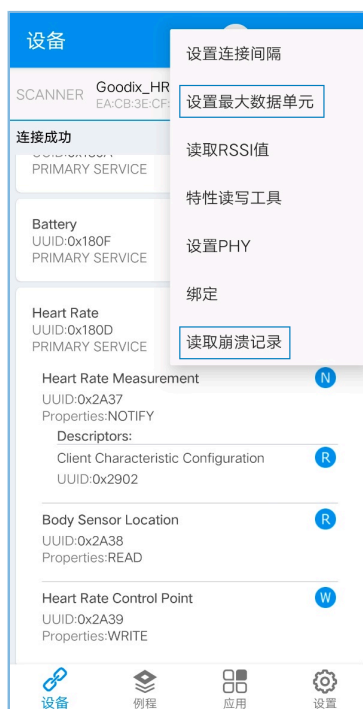 设备
设置连接间隔
SCANNER
Goodix_HR
EA:CB:3E:CF:
设置最大数据单元
连接成功
读取RSSI值
PRIMARY SERVICE
特性读写工具
Battery
UUID:0x180F
PRIMARY SERVICE
设置PHY
绑定
Heart Rate
UUID:0x180D
PRIMARY SERVICE
读取崩溃记录
Heart Rate Measurement
N
UUID:0x2A37
Properties:NOTIFY
Descriptors:
Client Characteristic Configuration
R
UUID:0x2902
Body Sensor Location
R
UUID:0x2A38
Properties:READ
Heart Rate Control Point
W
UUID:0x2A39
Properties:WRITE
设备
例程
应用
设置